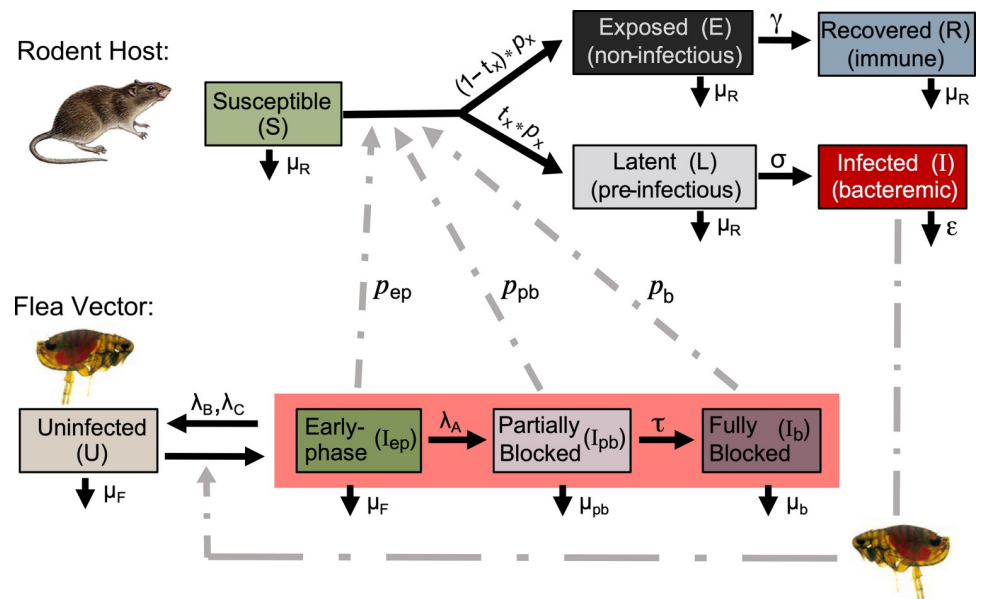 Rodent Host:
Susceptible
(S)
μR
(1−tx)*px
tx*px
Exposed (E)
(non-infectious)
μR
γ
Recovered (R)
(immune)
μR
Latent (L)
(pre-infectious)
μR
σ
Infected (I)
(bacteremic)
ε
pep
ppb
pb
Flea Vector:
Uninfected
(U)
μF
λB,λC
Early-
phase (Iep)
μF
λA
Partially
Blocked (Ipb)
μpb
τ
Fully
Blocked (Ib)
μb